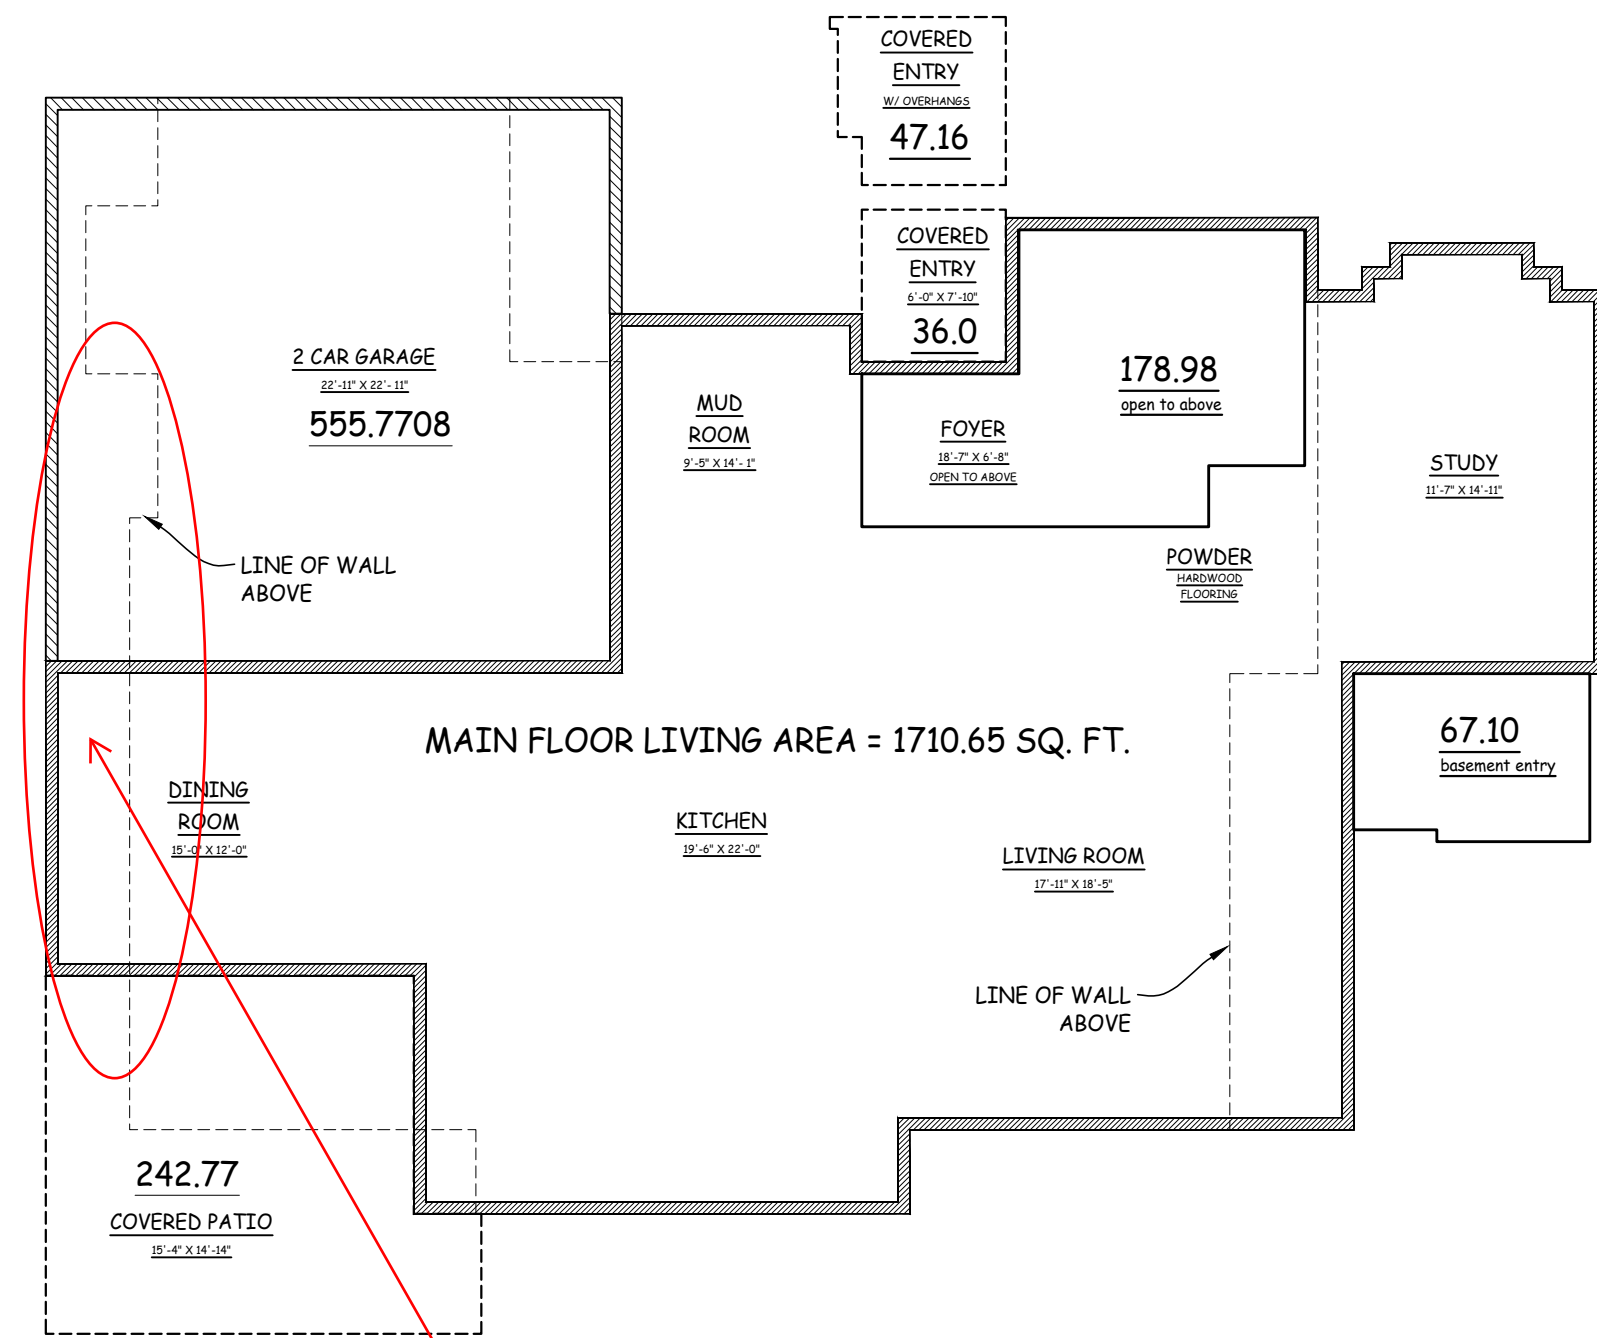 COVERED
ENTRY
W/ OVERHANGS
47.16
COVERED
ENTRY
6'-0" X 7'-10"
36.0
2 CAR GARAGE
22'-11" X 22'- 11"
555.7708
178.98
open to above
MUD
ROOM
9'-5" X 14'- 1"
FOYER
18'-7" X 6'-8"
OPEN TO ABOVE
STUDY
11'-7" X 14'-11"
LINE OF WALL
ABOVE
POWDER
HARDWOOD
FLOORING
MAIN FLOOR LIVING AREA = 1710.65 SQ. FT.
67.10
basement entry
DINING
ROOM
15'-0" X 12'-0"
KITCHEN
19'-6" X 22'-0"
LIVING ROOM
17'-11" X 18'-5"
LINE OF WALL
ABOVE
242.77
COVERED PATIO
15'-4" X 14'-14"